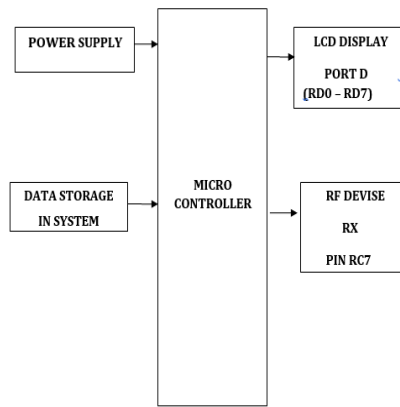 POWER SUPPLY
LCD DISPLAY
PORT D
(RD0 – RD7)
DATA STORAGE
IN SYSTEM
MICRO
CONTROLLER
RF DEVISE
RX
PIN RC7